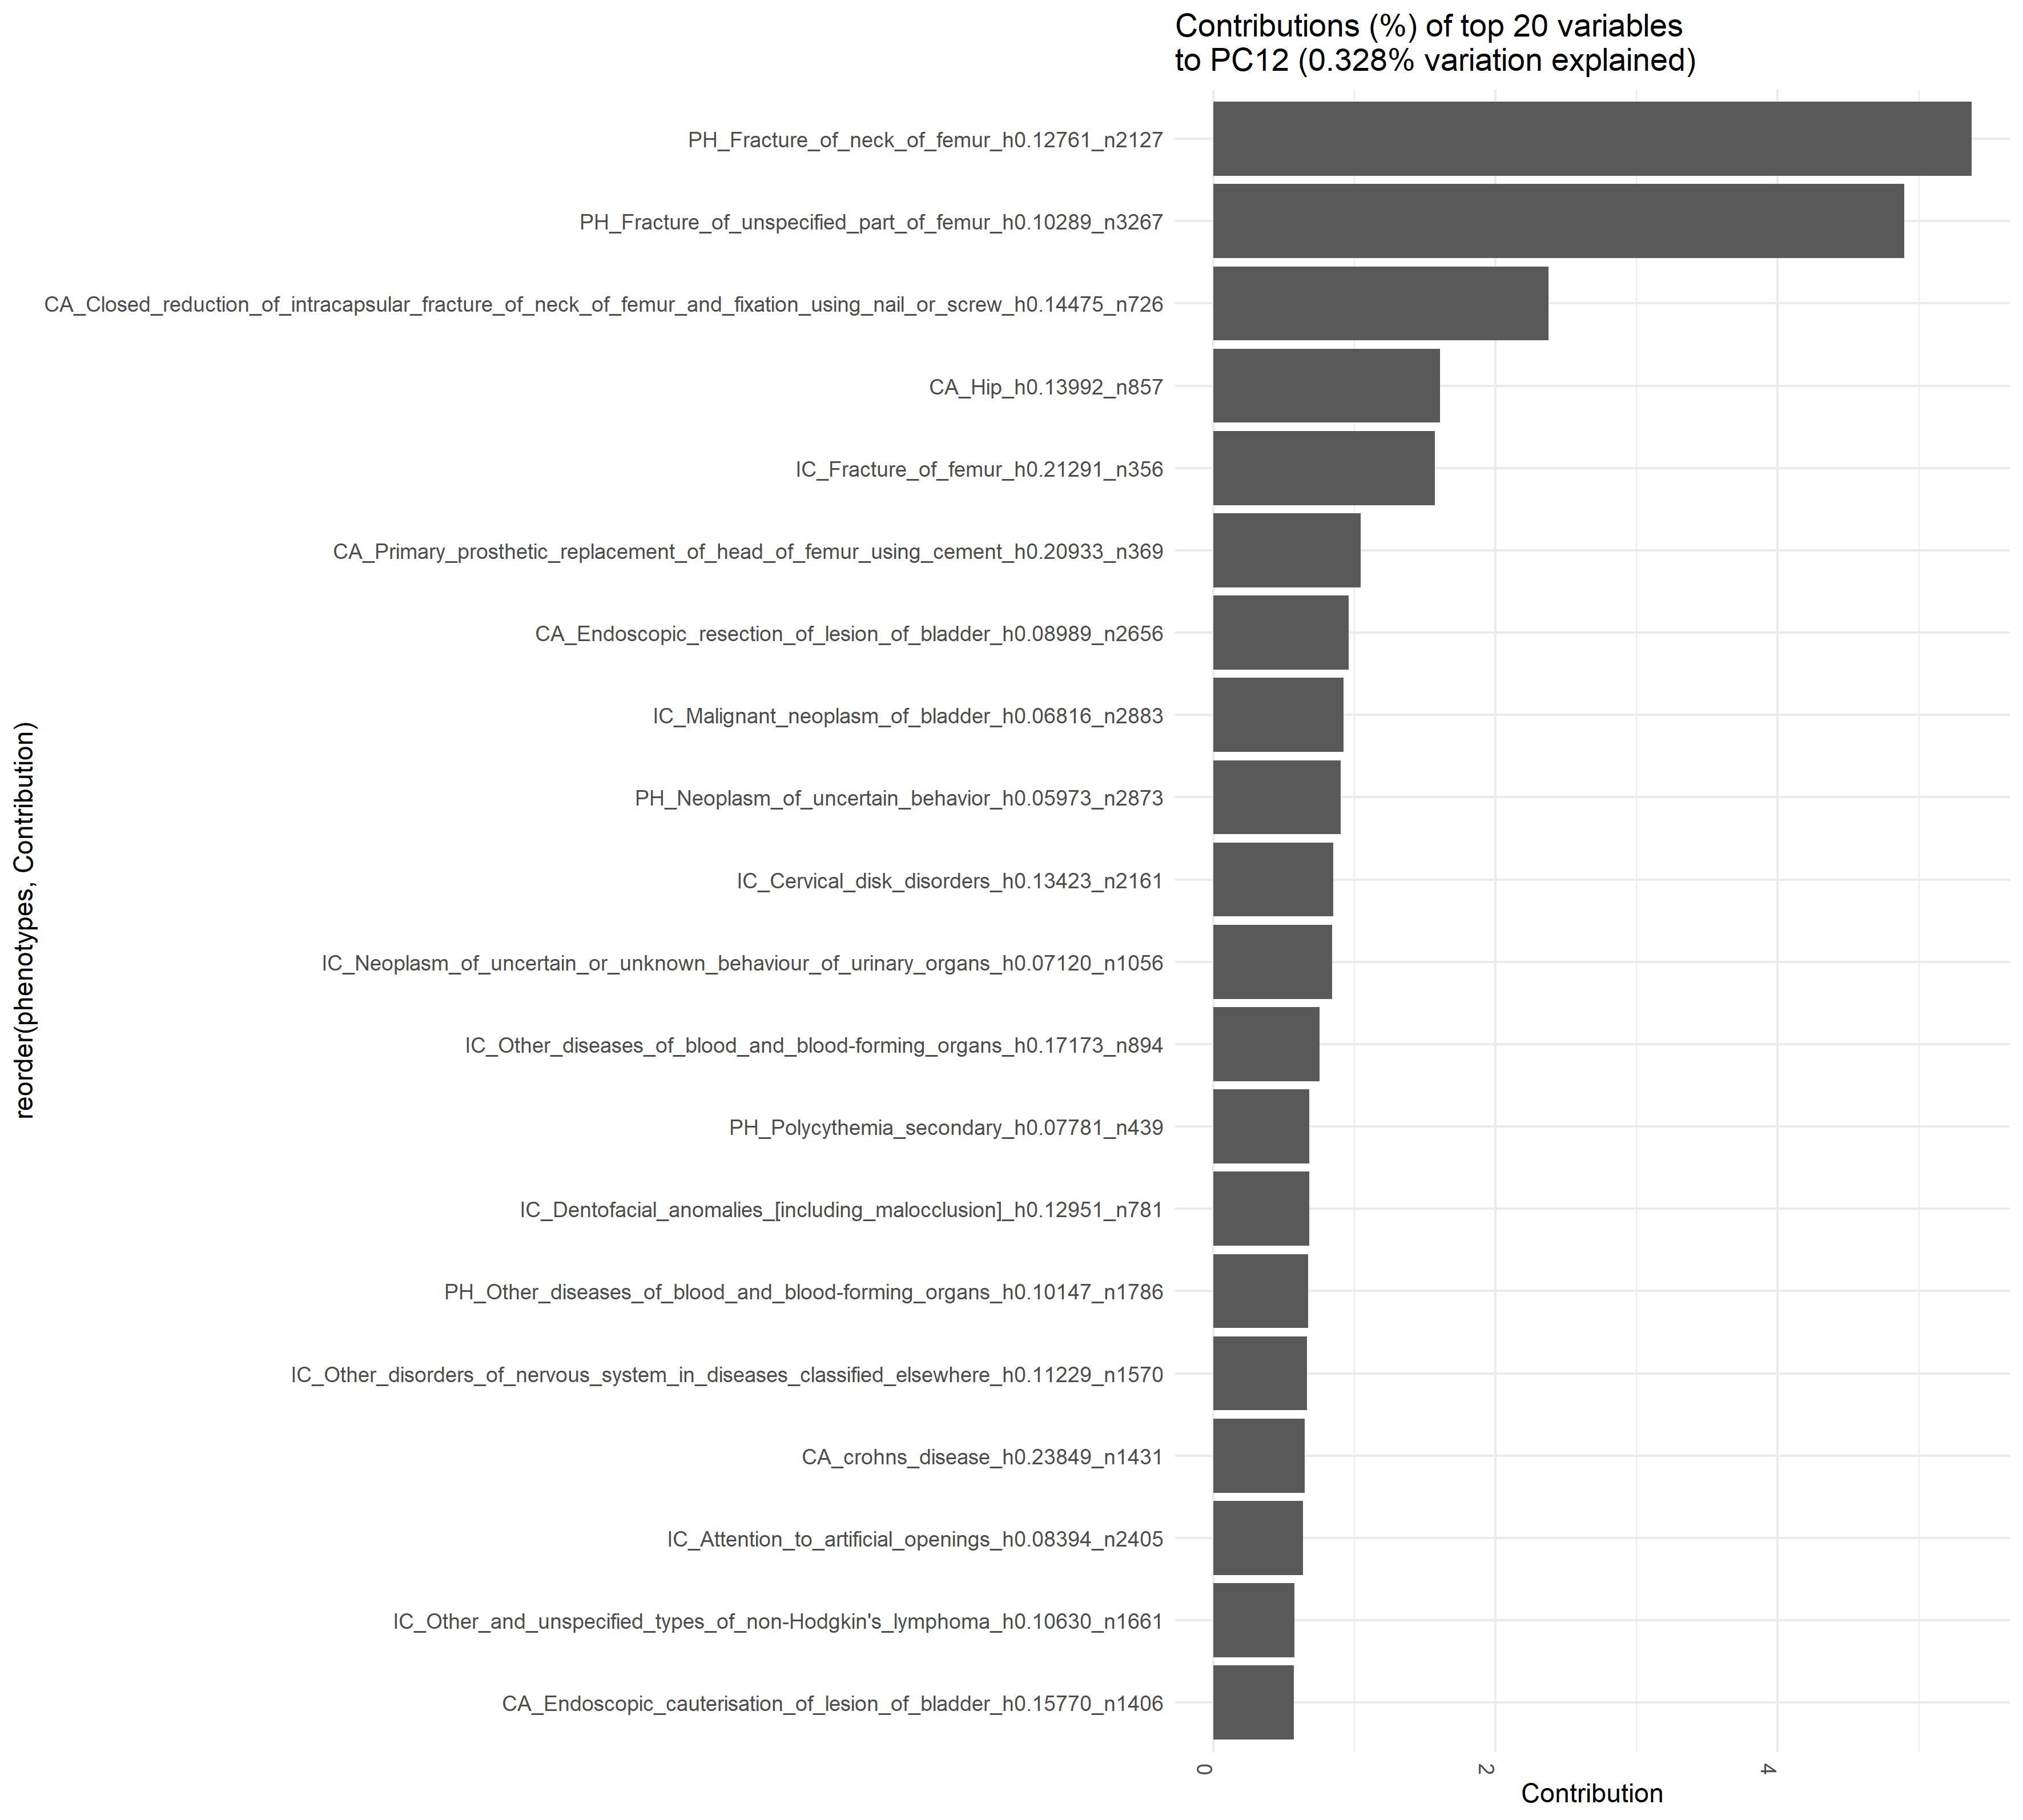 Contributions (%) of top 20 variables
to PC12 (0.328% variation explained)
PH_Fracture_of_neck_of_femur_h0.12761_n2127
PH_Fracture_of_unspecified_part_of_femur_h0.10289_n3267
CA_Closed_reduction_of_intracapsular_fracture_of_neck_of_femur_and_fixation_using_nail_or_screw_h0.14475_n726
CA_Hip_h0.13992_n857
IC_Fracture_of_femur_h0.21291_n356
CA_Primary_prosthetic_replacement_of_head_of_femur_using_cement_h0.20933_n369
CA_Endoscopic_resection_of_lesion_of_bladder_h0.08989_n2656
IC_Malignant_neoplasm_of_bladder_h0.06816_n2883
PH_Neoplasm_of_uncertain_behavior_h0.05973_n2873
IC_Cervical_disk_disorders_h0.13423_n2161
IC_Neoplasm_of_uncertain_or_unknown_behaviour_of_urinary_organs_h0.07120_n1056
IC_Other_diseases_of_blood_and_blood-forming_organs_h0.17173_n894
PH_Polycythemia_secondary_h0.07781_n439
IC_Dentofacial_anomalies_[including_malocclusion]_h0.12951_n781
PH_Other_diseases_of_blood_and_blood-forming_organs_h0.10147_n1786
IC_Other_disorders_of_nervous_system_in_diseases_classified_elsewhere_h0.11229_n1570
CA_crohns_disease_h0.23849_n1431
IC_Attention_to_artificial_openings_h0.08394_n2405
IC_Other_and_unspecified_types_of_non-Hodgkin's_lymphoma_h0.10630_n1661
CA_Endoscopic_cauterisation_of_lesion_of_bladder_h0.15770_n1406
reorder(phenotypes, Contribution)
0
2
4
Contribution